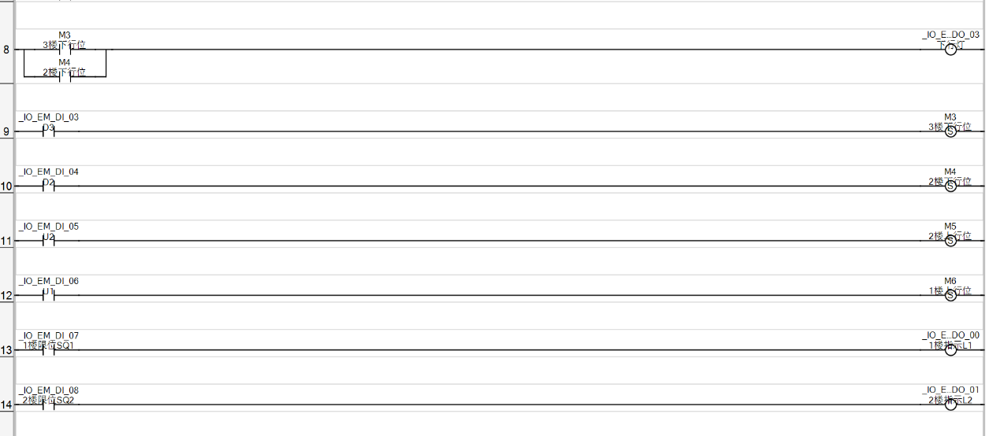 M3
3楼下行位
_IO_E..DO_03
下行灯
8
M4
2楼下行位
_IO_EM_DI_03
D3
M3
3楼下行位
9
S
_IO_EM_DI_04
D2
M4
2楼下行位
10
S
_IO_EM_DI_05
U2
M5
2楼上行位
11
S
_IO_EM_DI_06
U1
M6
1楼上行位
12
S
_IO_EM_DI_07
1楼限位SQ1
_IO_E..DO_00
1楼指示L1
13
_IO_EM_DI_08
2楼限位SQ2
_IO_E..DO_01
2楼指示L2
14